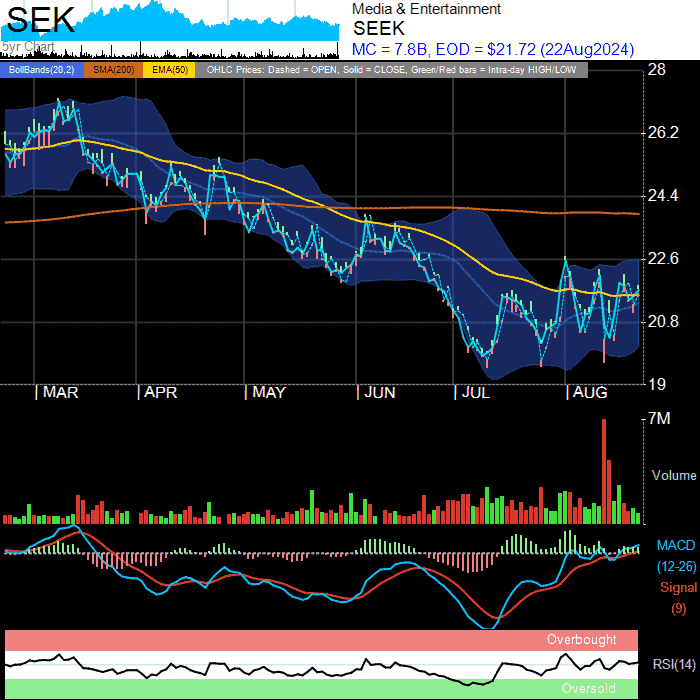 SEK
5yr Chart
Media & Entertainment
SEEK
MC = 7.8B, EOD = $21.72 (22Aug2024)
BollBands(20,2) SMA(200) EMA(50) OHLC Prices: Dashed = OPEN, Solid = CLOSE, Green/Red bars = Intra-day HIGH/LOW
28
26.2
24.4
22.6
20.8
19
MAR APR MAY JUN JUL AUG
7M
Volume
MACD
(12-26)
Signal
(9)
Overbought
RSI(14)
Oversold